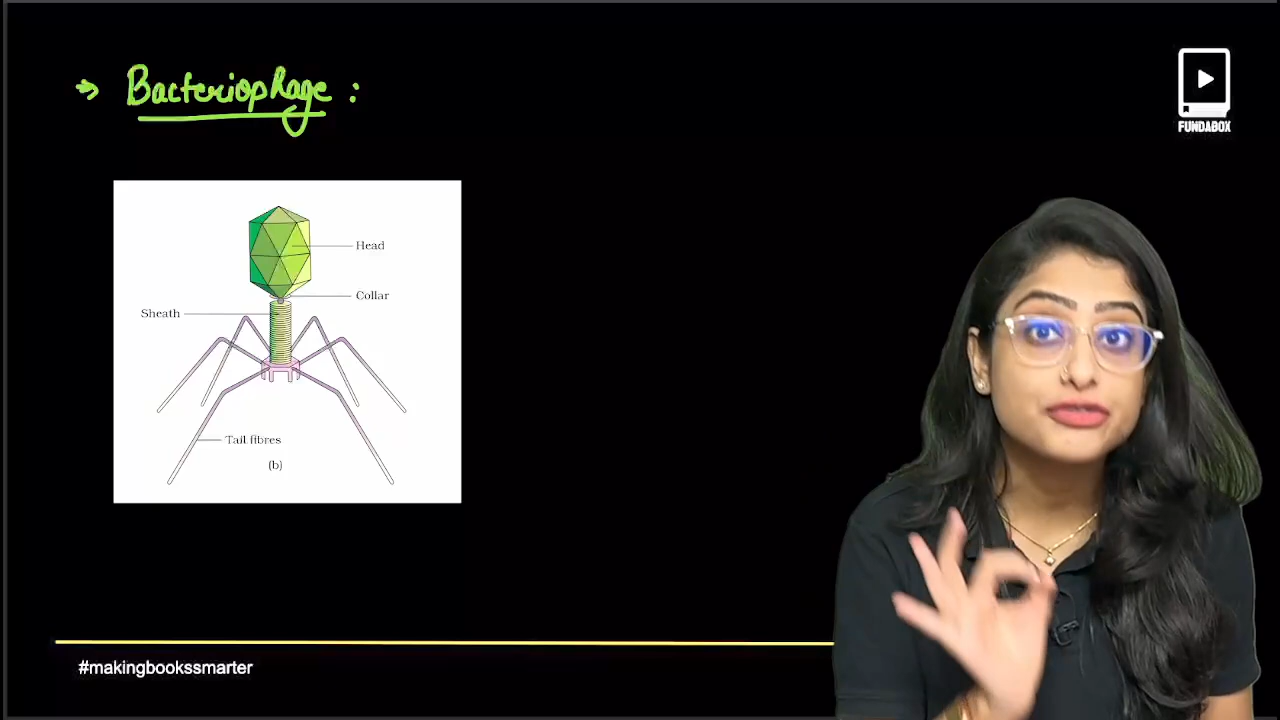 → Bacteriophage :
FUNDABOX
Head
Collar
Sheath
Tail fibres
(b)
#makingbookssmarter